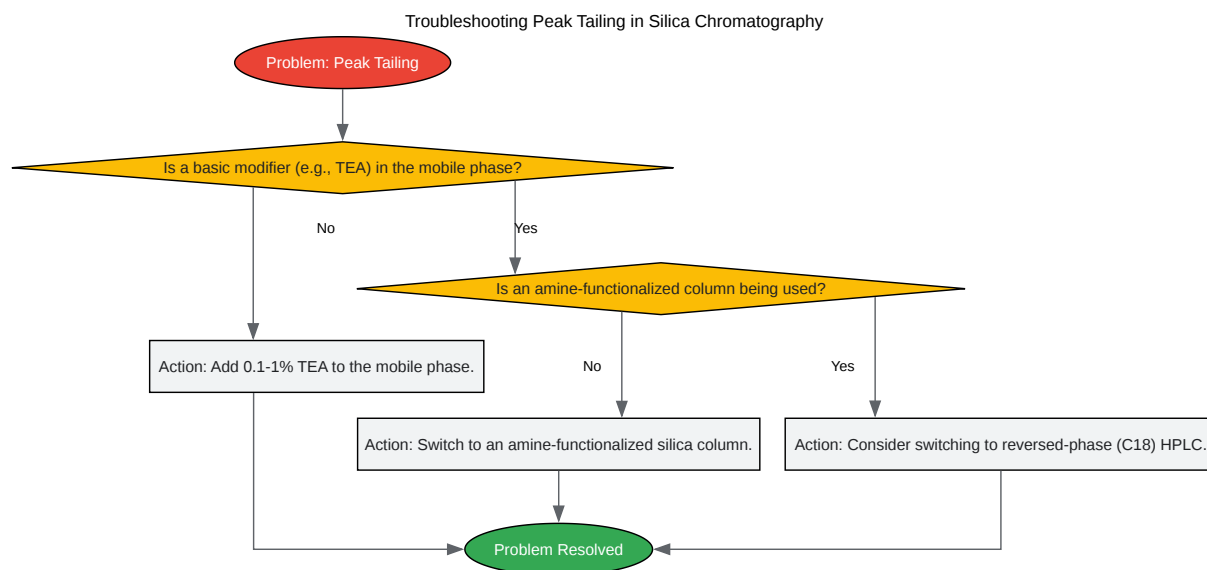 Troubleshooting Peak Tailing in Silica Chromatography
Problem: Peak Tailing
Is a basic modifier (e.g., TEA) in the mobile phase?
No
Yes
Is an amine-functionalized column being used?
Action: Add 0.1-1% TEA to the mobile phase.
No
Yes
Action: Switch to an amine-functionalized silica column.
Action: Consider switching to reversed-phase (C18) HPLC.
Problem Resolved